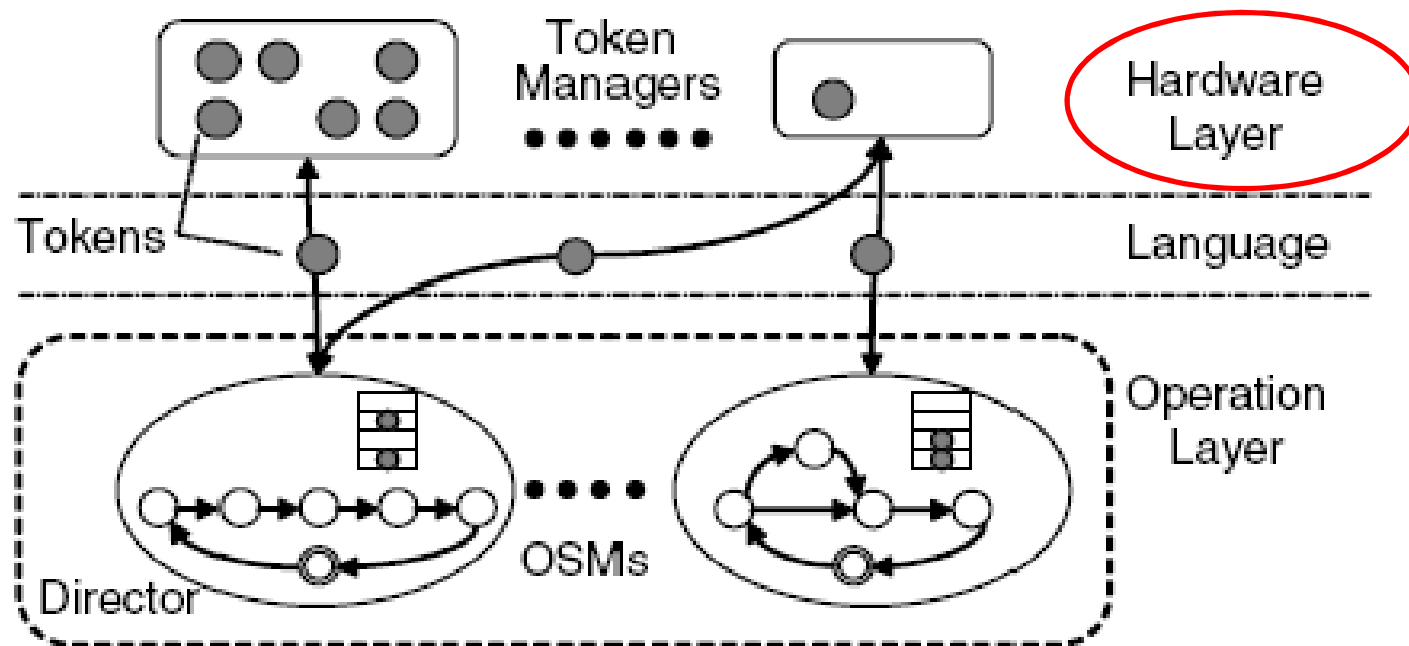 Token
Managers
Hardware
Layer
Tokens
Language
Operation
Layer
OSMs
Director